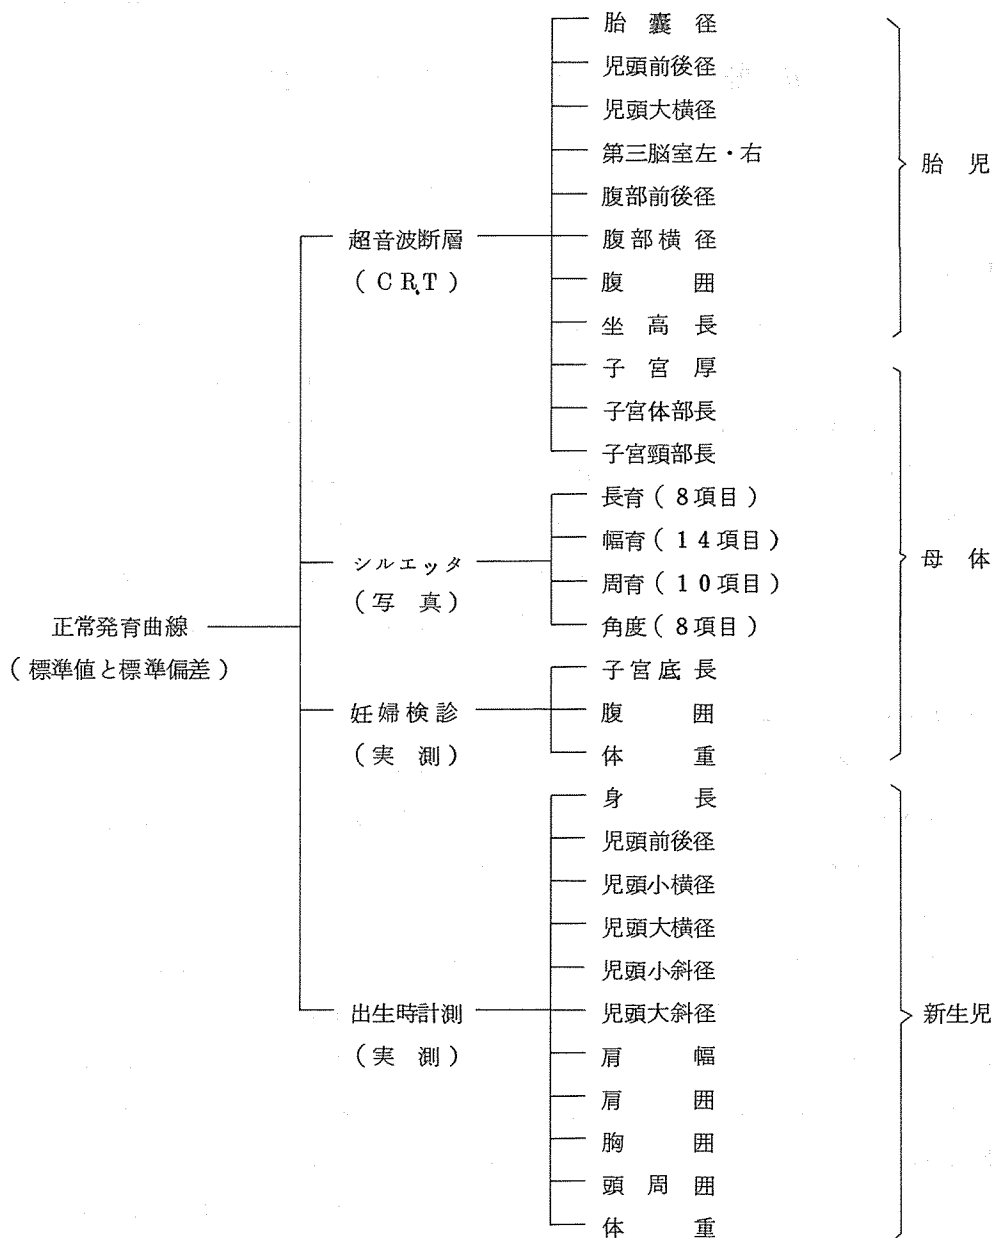 胎嚢径
児頭前後径
児頭大横径
第三脳室左・右
腹部前後径
腹部横径
腹囲
坐高長
子宮厚
子宮体部長
子宮頸部長
胎児
超音波断層
(CRT)
長育(8項目)
幅育(14項目)
周育(10項目)
角度(8項目)
シルエッタ
(写真)
母体
正常発育曲線
(標準値と標準偏差)
子宮底長
腹囲
体重
妊婦検診
(実測)
身長
児頭前後径
児頭小横径
児頭大横径
児頭小斜径
児頭大斜径
肩幅
肩囲
胸囲
頭周囲
体重
出生時計測
(実測)
新生児